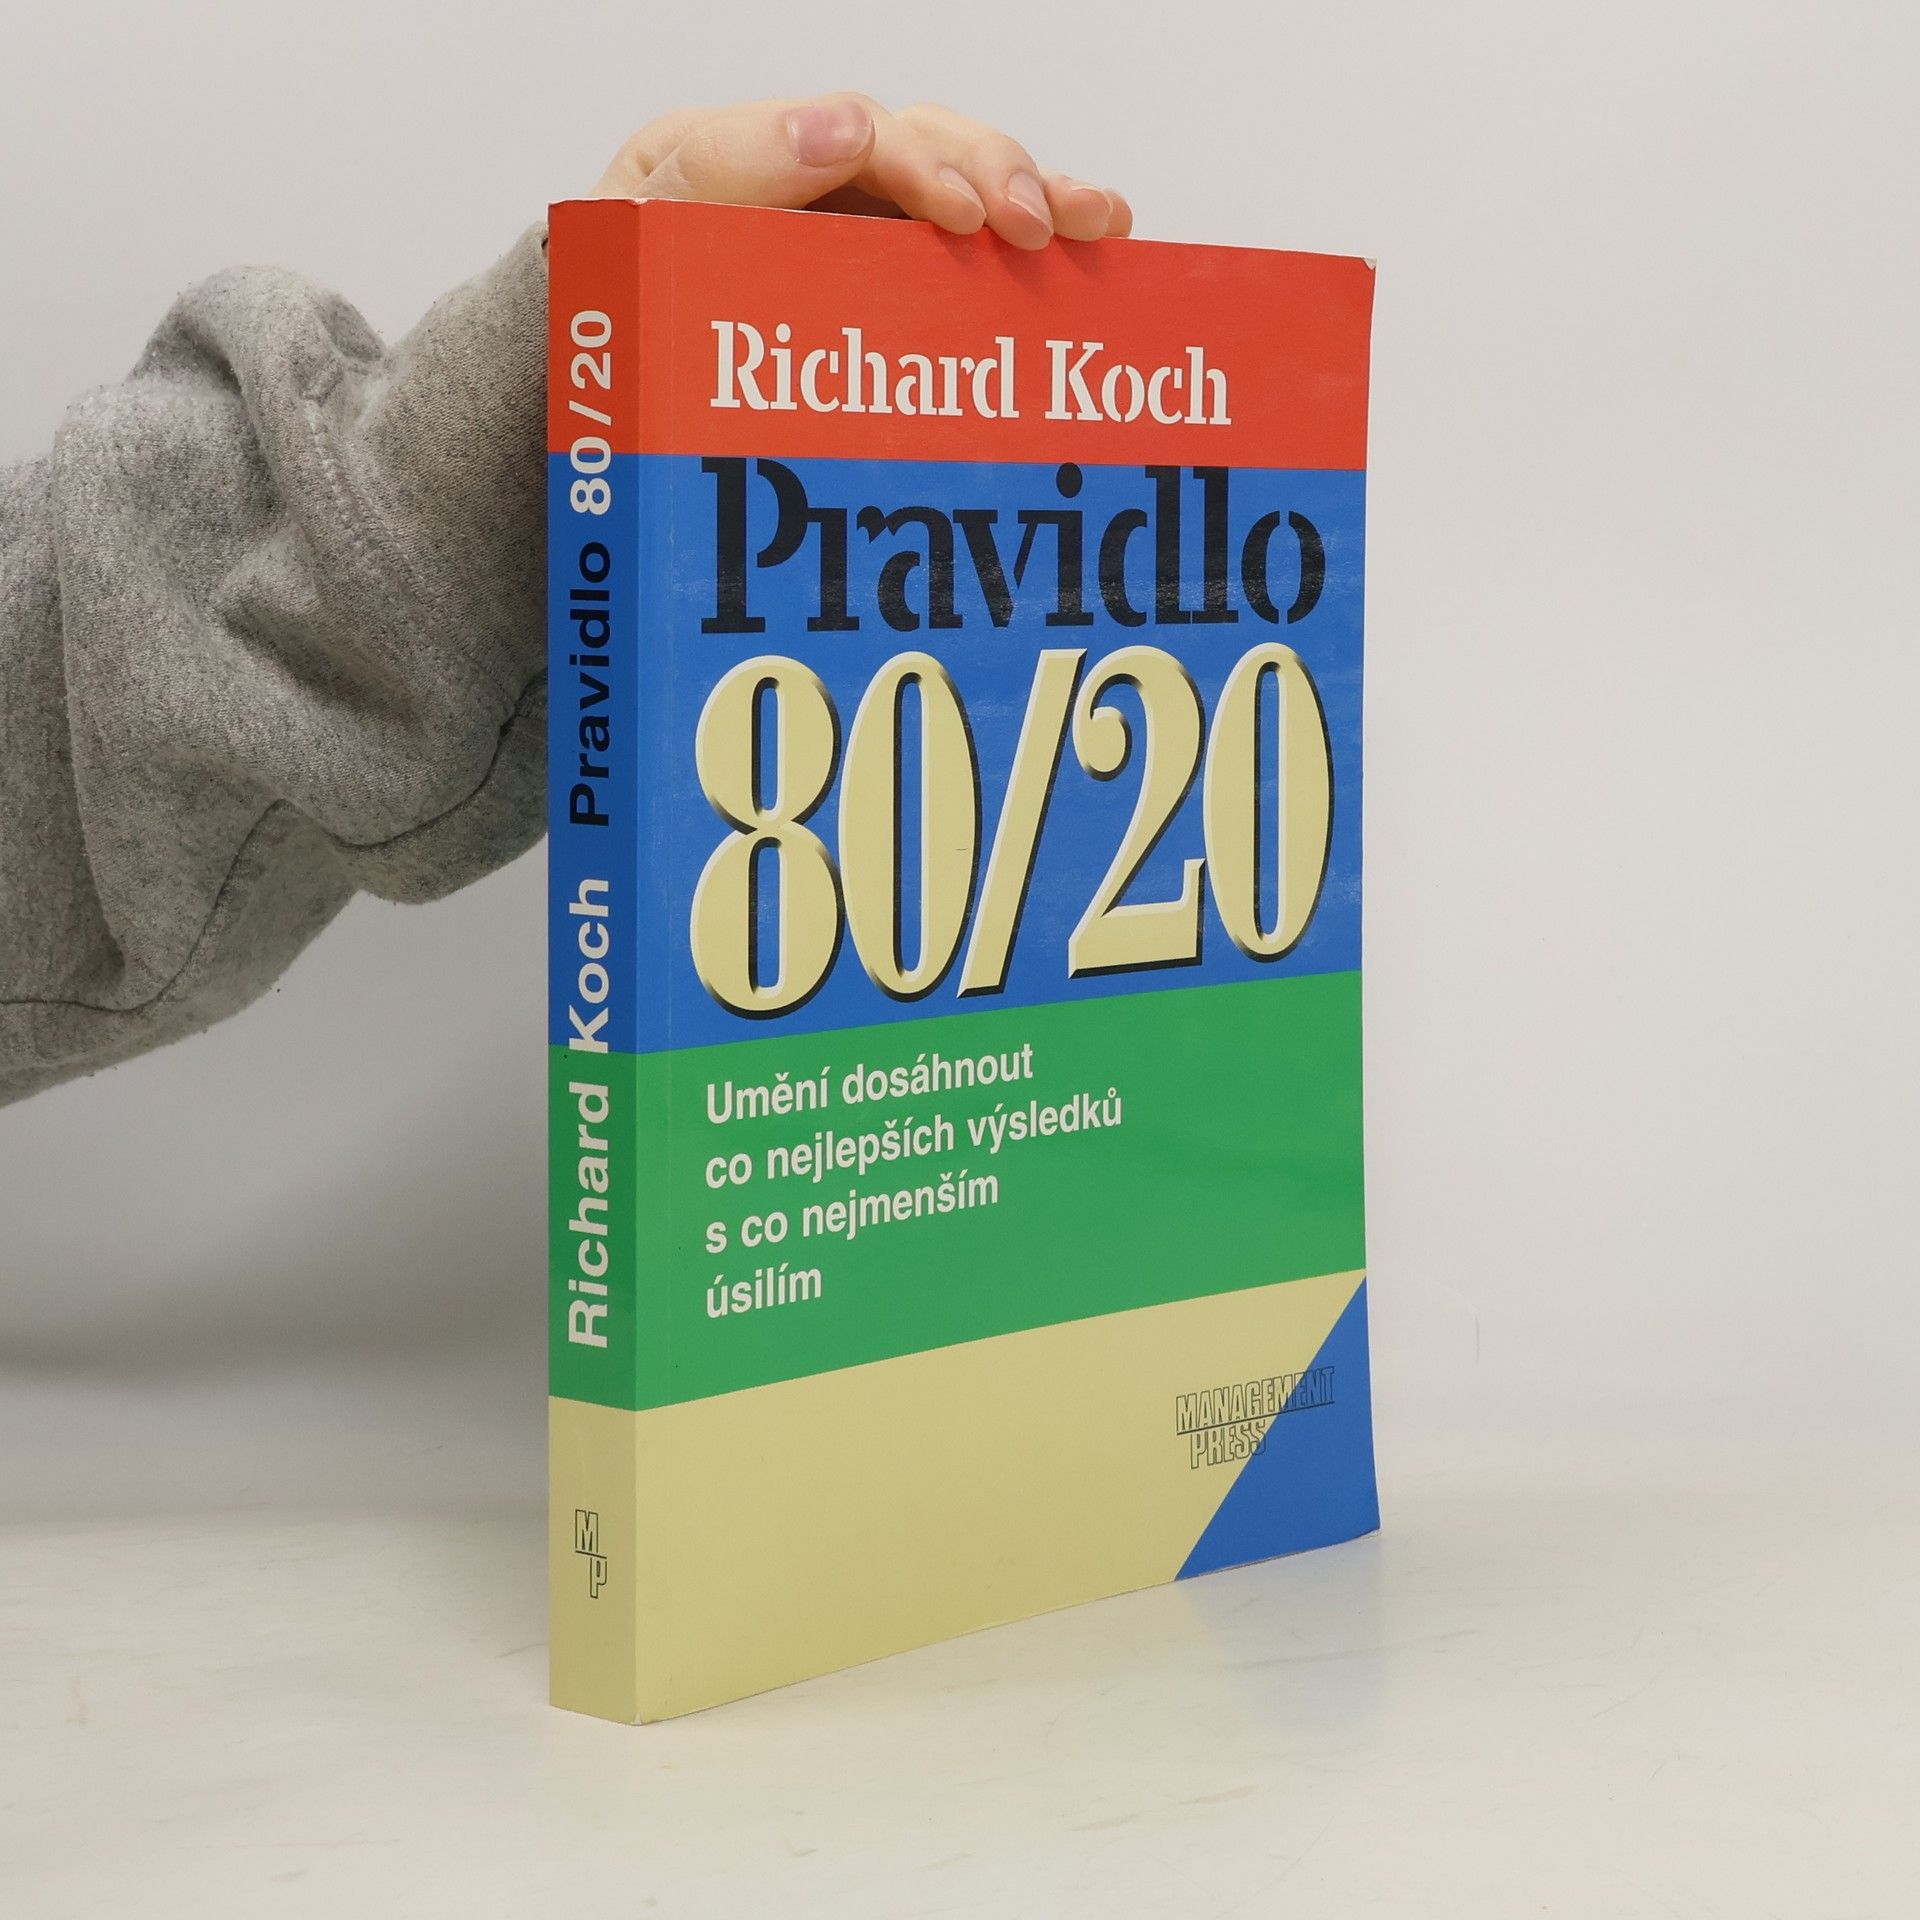 Richard Koch Pravidlo 80/20
MP
Richard Koch
Pravidlo
80/20
Umění dosáhnout
co nejlepších výsledků
s co nejmenším
úsilím
MANAGEMENT
PRESS